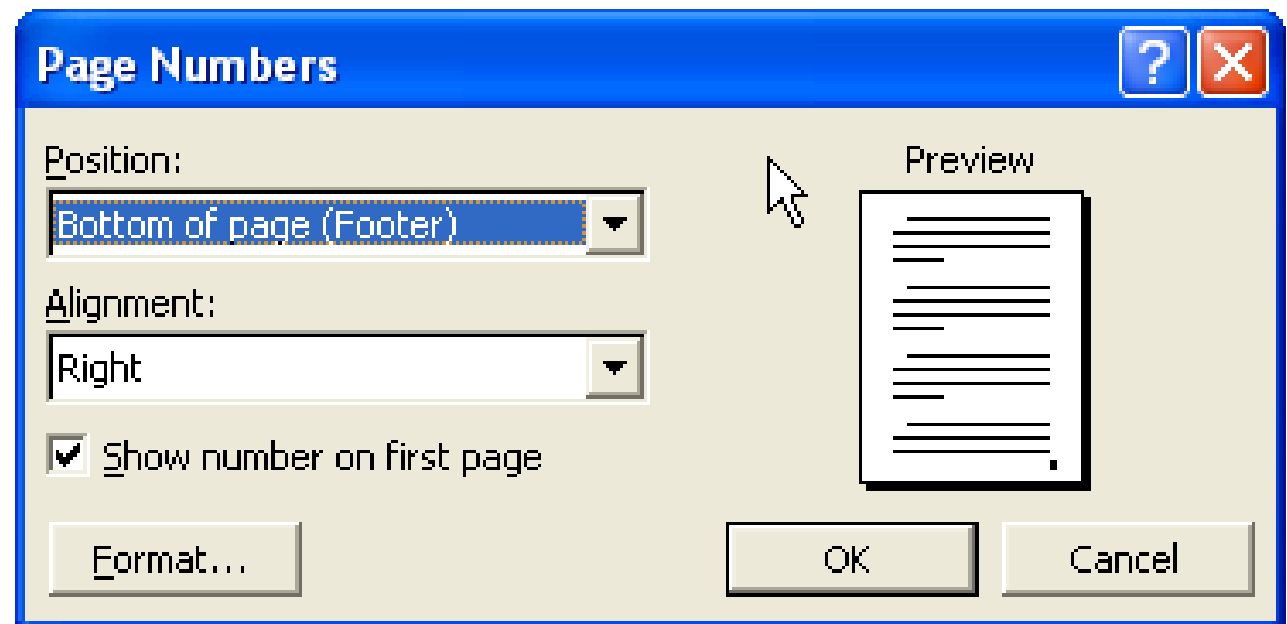 Page Numbers
Position:
Preview
Bottom of page (Footer)
Alignment:
Right
Show number on first page
Format...
OK
Cancel